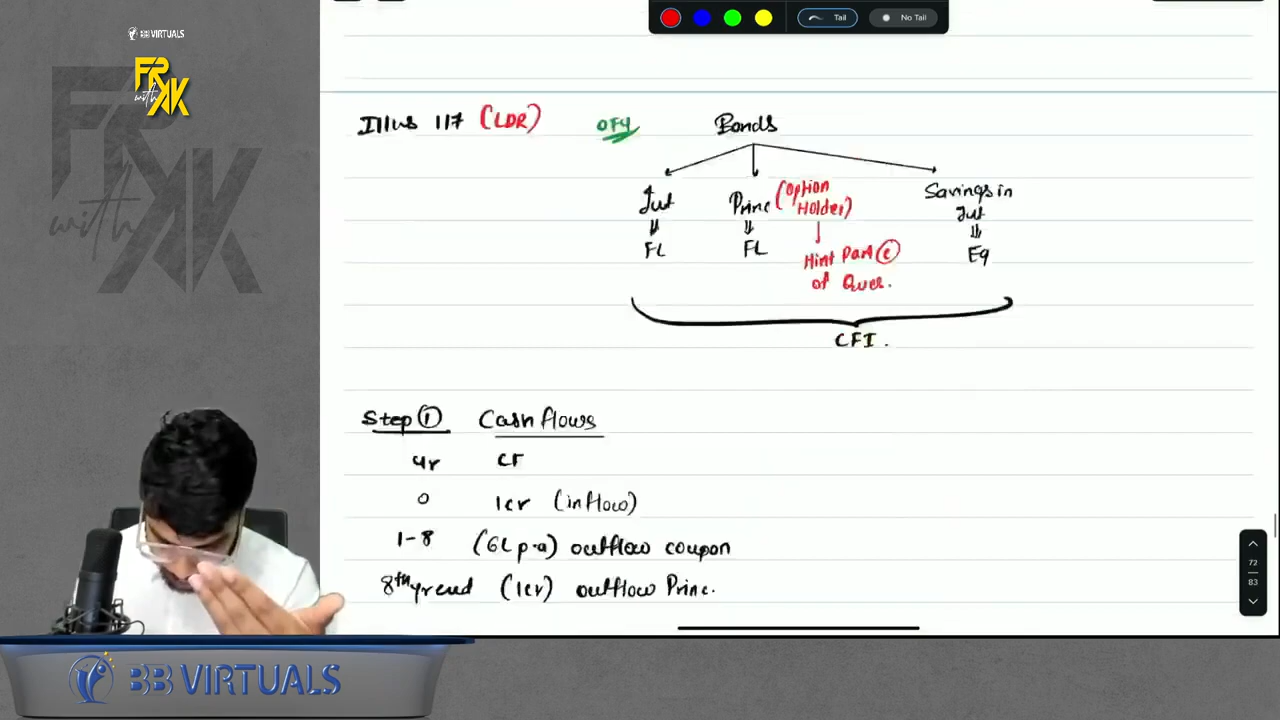 BB VIRTUALS
FR
with
KK
Tail
No Tail
Illus 117 (LDR)
OFY
Bonds
Int
Princ
(Option Holder)
Savings in Int
FL
FL
Hint Part (c)
of Ques.
Eq
CFI.
Step ① Cash flows
Yr CF
0 1cr (inflow)
1-8 (6L p.a) outflow coupon
8th yr end (1cr) outflow Princ.
72
83
BB VIRTUALS